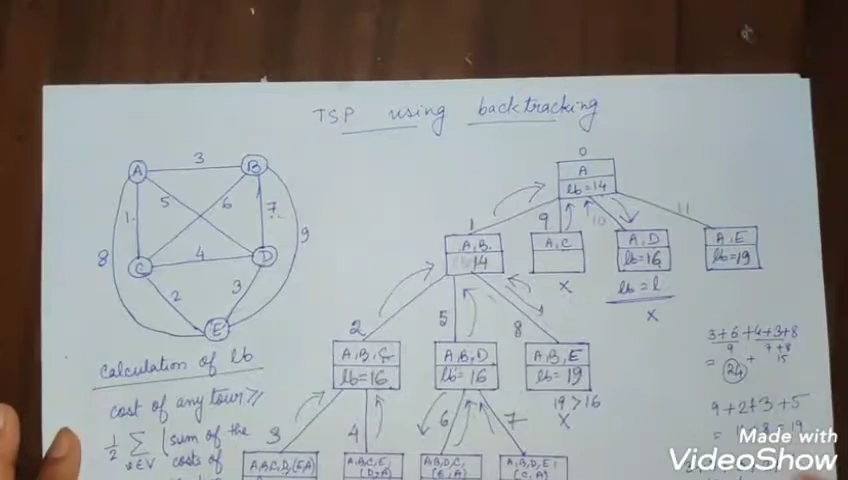 TSP using backtracking
0
A
lb=14
A 3 B
1 5 6 7
8 9
C 4 D
2 3
E
1 9 10 11
A,B
14
A,C
x
A,D
lb=16
lb = l
x
A,E
lb=19
2 5 8
A,B,C
lb=16
A,B,D
lb=16
A,B,E
lb=19
19>16
x
calculation of lb
cost of any tour ≥
1/2 Σ (sum of the
v∈V costs of
3 4 6 7
A,B,C,D,(E,A)
A,B,C,E,
(D,A)
A,B,D,C,
(E,A)
A,B,D,E,
(C,A)
3+6+4+3+8
9 7+8
= 24 + 15
9+2+3+5
Made with
VideoShow